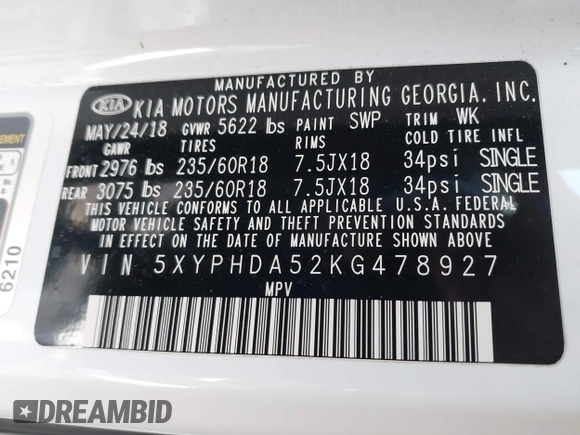 MANUFACTURED BY
KIA KIA MOTORS MANUFACTURING GEORGIA, INC.
MAY/24/18 GVWR 5622 lbs PAINT SWP TRIM WK
GAWR TIRES RIMS COLD TIRE INFL
FRONT 2976 lbs 235/60R18 7.5JX18 34psi SINGLE
REAR 3075 lbs 235/60R18 7.5JX18 34psi SINGLE
THIS VEHICLE CONFORMS TO ALL APPLICABLE U.S.A. FEDERAL
MOTOR VEHICLE SAFETY AND THEFT PREVENTION STANDARDS
IN EFFECT ON THE DATE OF MANUFACTURE SHOWN ABOVE.
VIN 5XYPHDA52KG478927
MPV
6210
DREAMBID